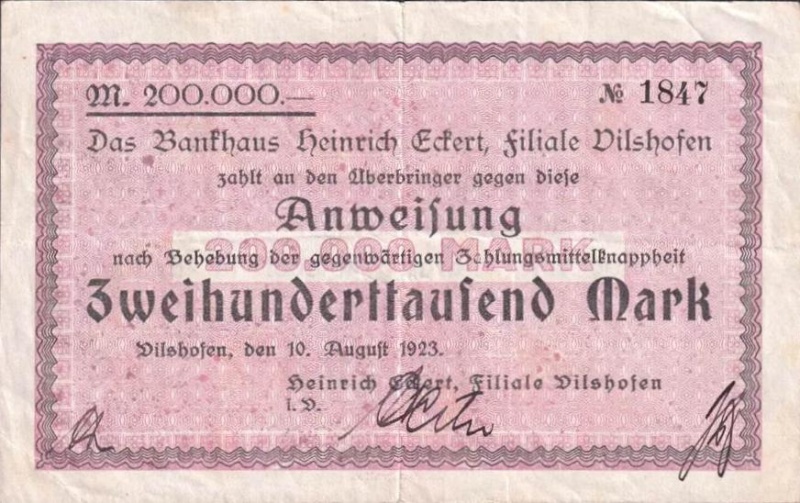 M. 200.000.—
№ 1847
Das Bankhaus Heinrich Eckert, Filiale Vilshofen
zahlt an den Überbringer gegen diese
Anweisung
200.000 MARK
nach Behebung der gegenwärtigen Zahlungsmittelknappheit
Zweihunderttausend Mark
Vilshofen, den 10. August 1923.
Heinrich Eckert, Filiale Vilshofen
i. V.